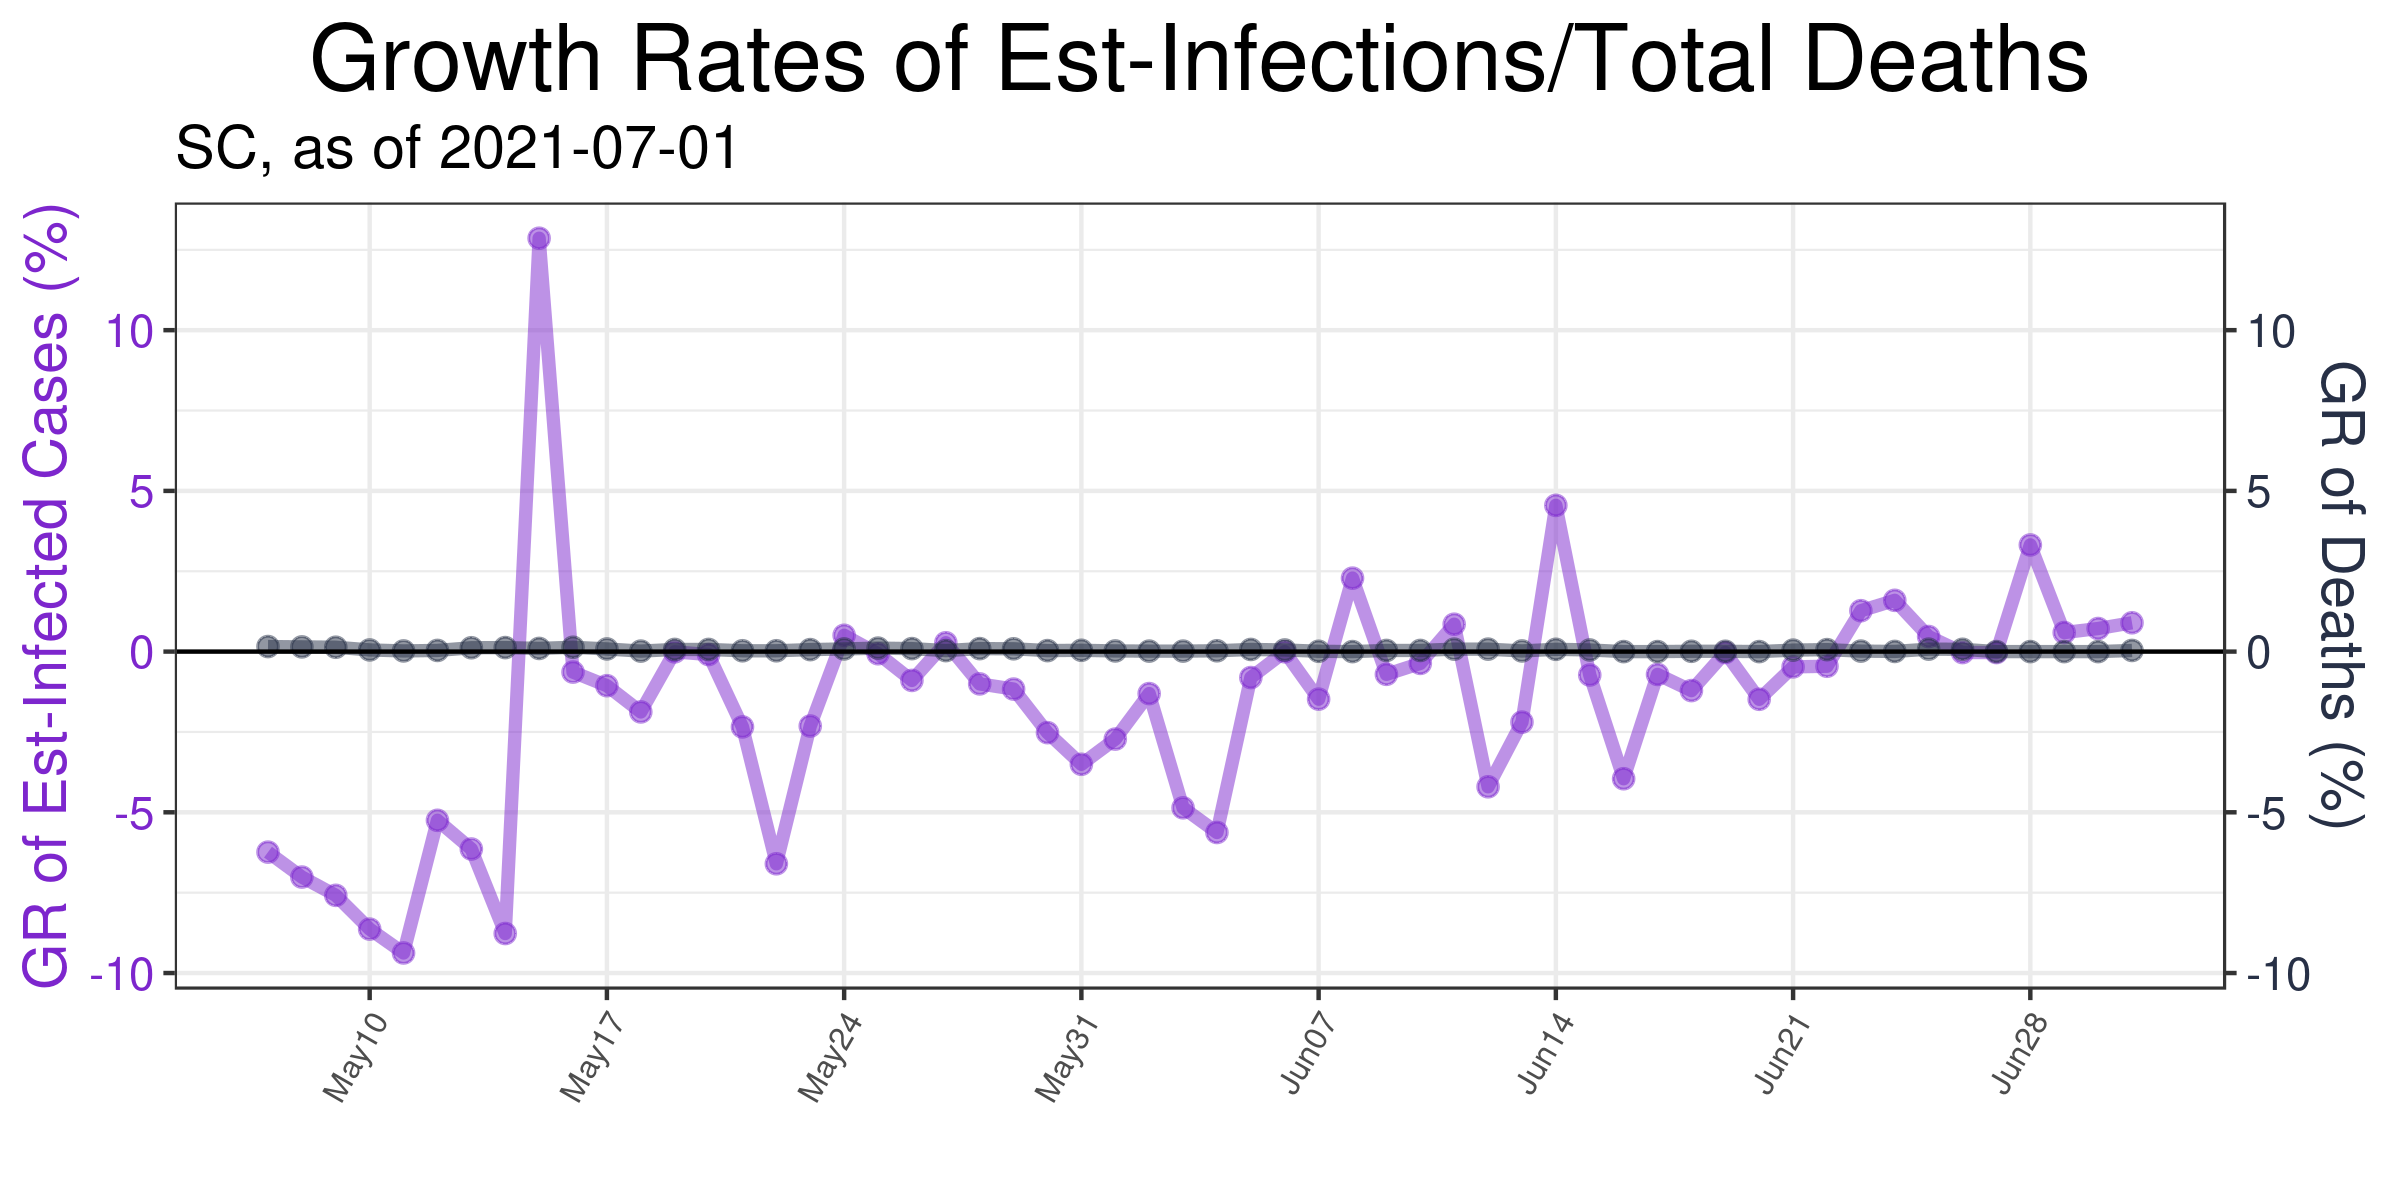 Growth Rates of Est-Infections/Total Deaths
SC, as of 2021-07-01
GR of Est-Infected Cases (%)
10
5
0
-5
-10
10
5
0
-5
-10
GR of Deaths (%)
May10
May17
May24
May31
Jun07
Jun14
Jun21
Jun28